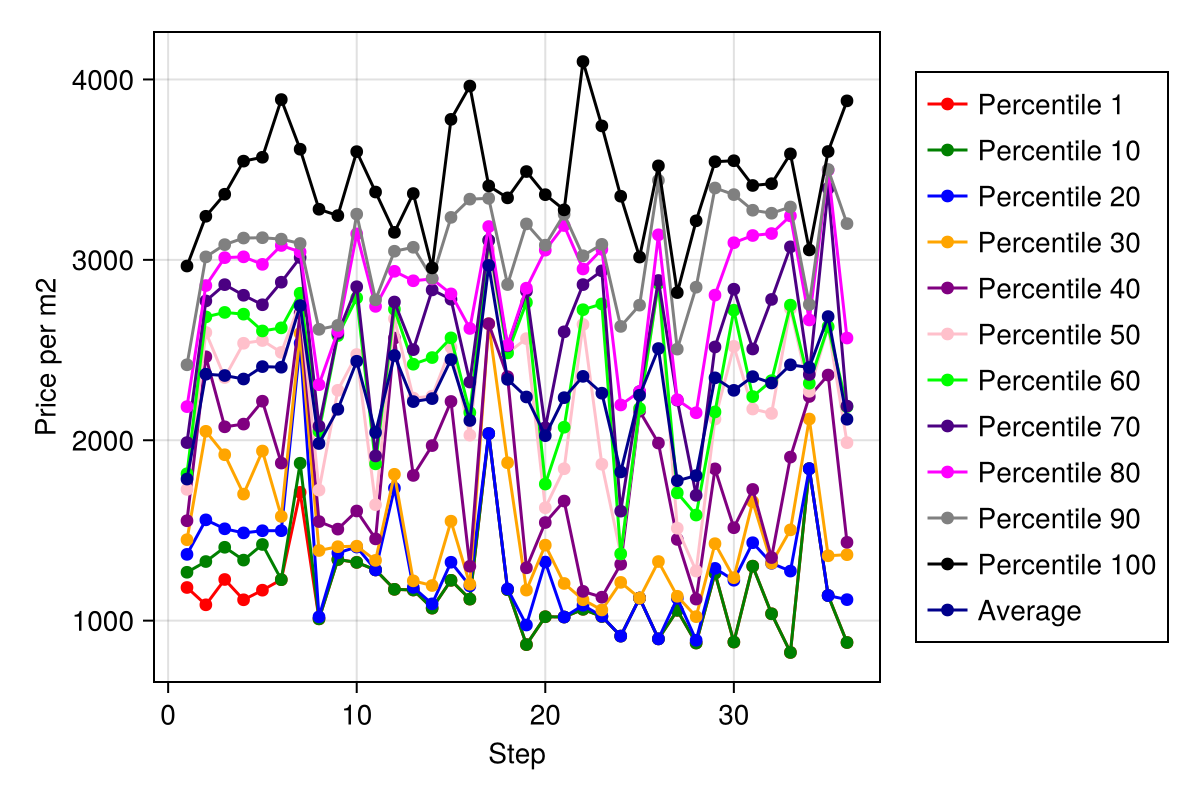 4000
3000
2000
1000
Price per m2
0 10 20 30
Step
Percentile 1
Percentile 10
Percentile 20
Percentile 30
Percentile 40
Percentile 50
Percentile 60
Percentile 70
Percentile 80
Percentile 90
Percentile 100
Average